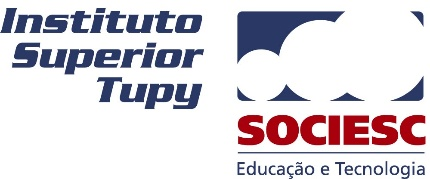 Instituto
Superior
Tupy
SOCIESC
Educação e Tecnologia